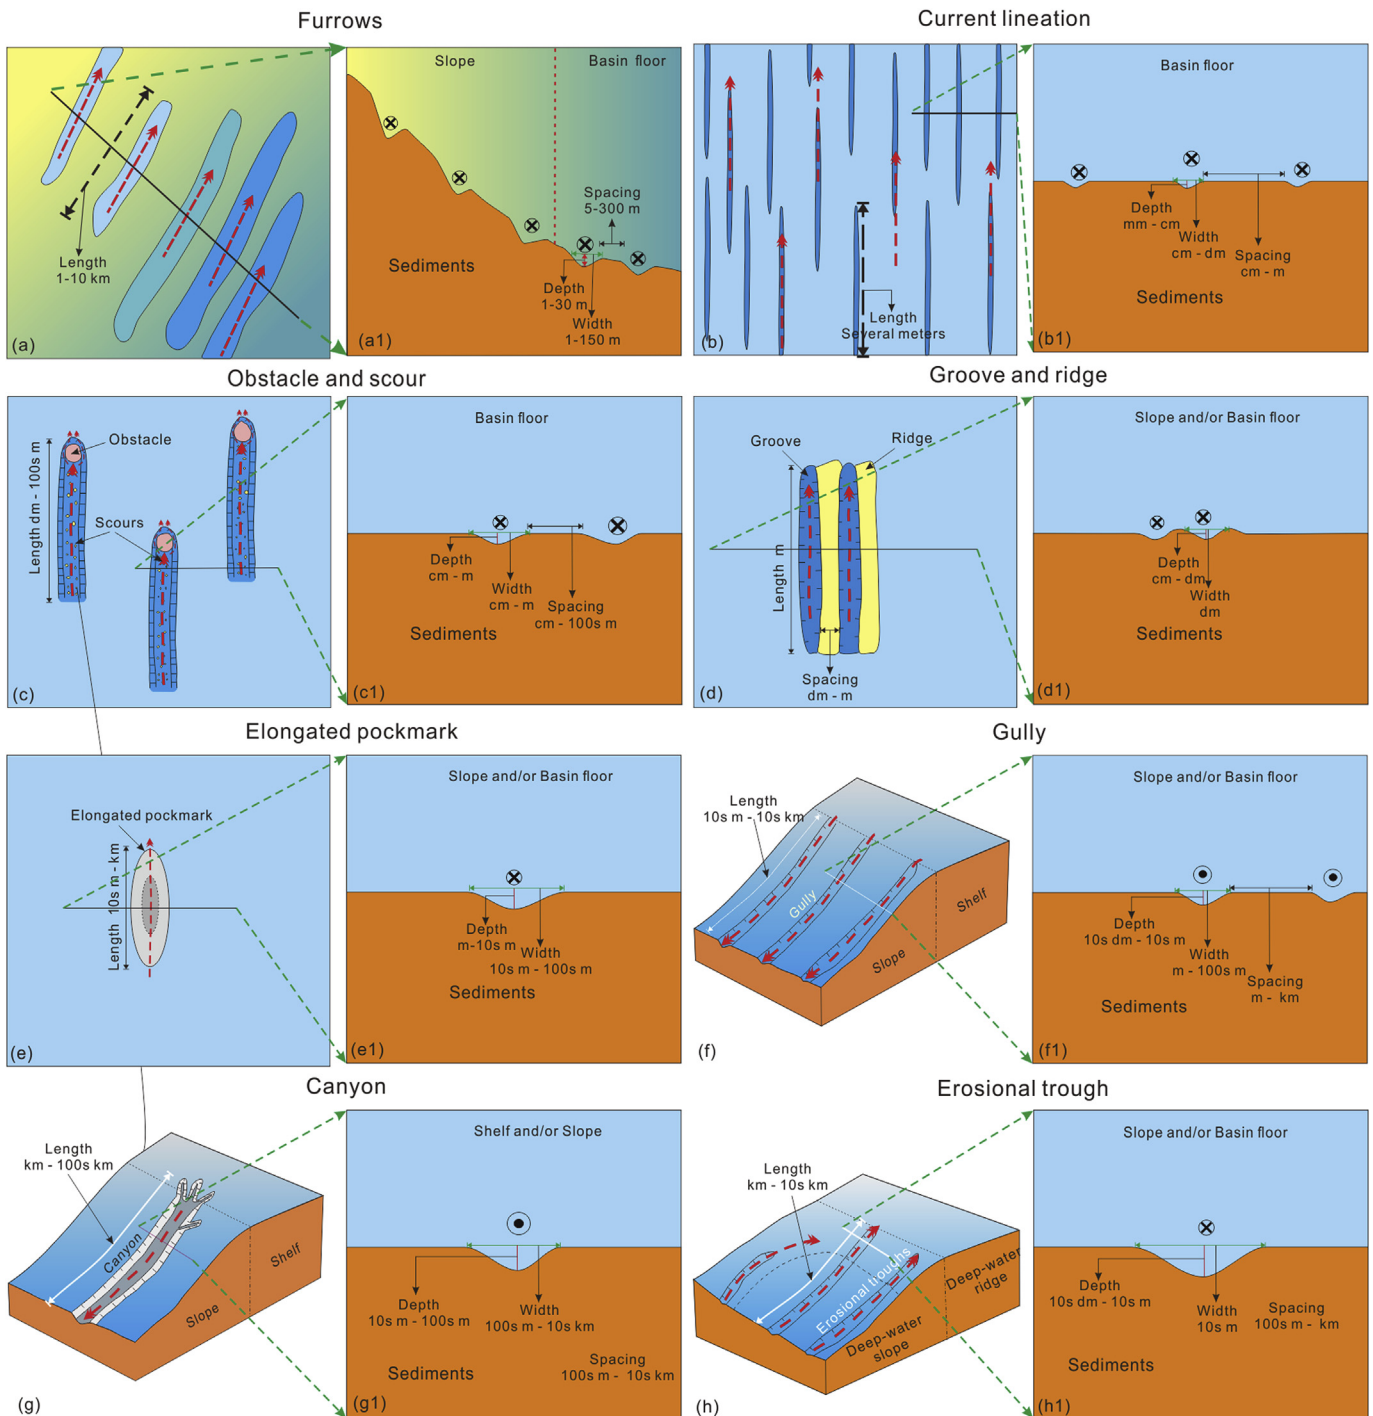 Furrows
Slope
Basin floor
Spacing
5-300 m
Length
1-10 km
Sediments
Depth
1-30 m
Width
1-150 m
(a)
(a1)
Current lineation
Basin floor
Depth
mm - cm
Width
cm - dm
Spacing
cm - m
Sediments
Length
Several meters
(b)
(b1)
Obstacle and scour
Obstacle
Length dm - 100s m
Scours
Basin floor
Depth
cm - m
Width
cm - m
Spacing
cm - 100s m
Sediments
(c)
(c1)
Groove and ridge
Groove
Ridge
Length m
Spacing
dm - m
Slope and/or Basin floor
Depth
cm - dm
Width
dm
Sediments
(d)
(d1)
Elongated pockmark
Elongated pockmark
Length 10s m - km
Slope and/or Basin floor
Depth
m-10s m
Width
10s m - 100s m
Sediments
(e)
(e1)
Gully
Length
10s m - 10s km
Gully
Shelf
Slope
Slope and/or Basin floor
Depth
10s dm - 10s m
Width
m - 100s m
Spacing
m - km
Sediments
(f)
(f1)
Canyon
Length
km - 100s km
Canyon
Shelf
Slope
Shelf and/or Slope
Depth
10s m - 100s m
Width
100s m - 10s km
Spacing
100s m - 10s km
Sediments
(g)
(g1)
Erosional trough
Length
km - 10s km
Erosional troughs
Deep-water
ridge
Deep-water
slope
Slope and/or Basin floor
Depth
10s dm - 10s m
Width
10s m
Spacing
100s m - km
Sediments
(h)
(h1)